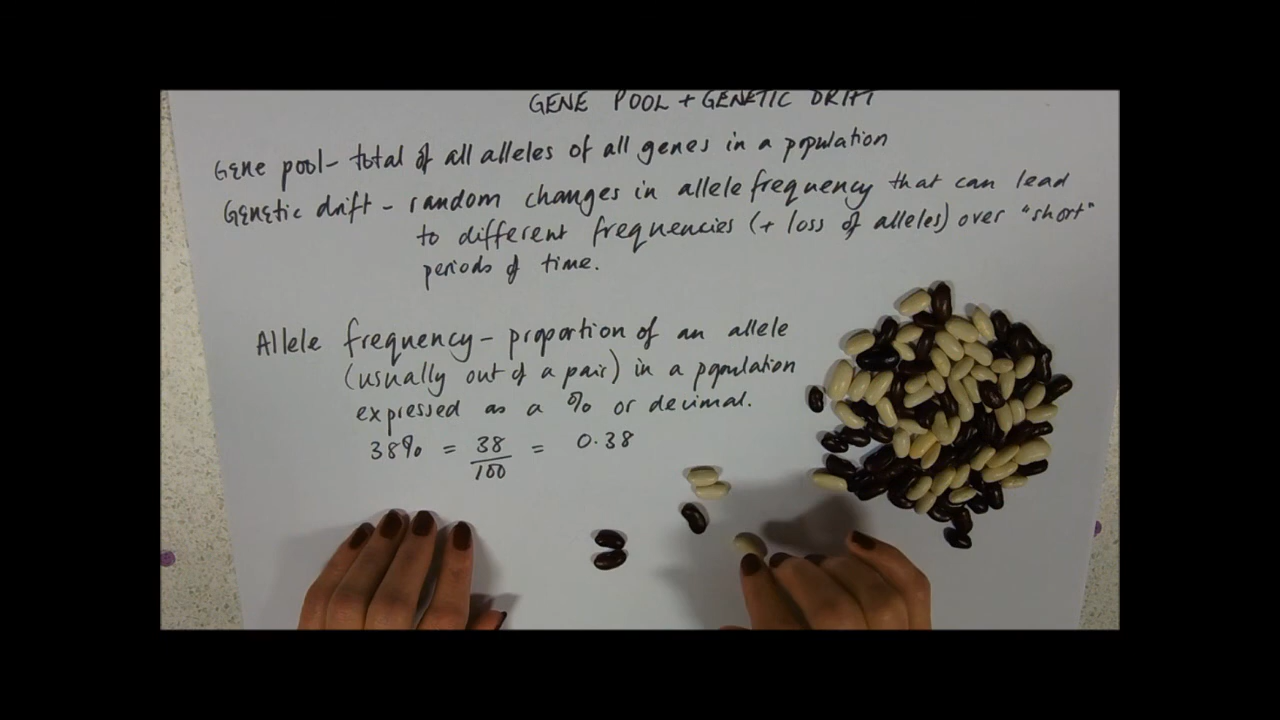 GENE POOL + GENETIC DRIFT
Gene pool - total of all alleles of all genes in a population
Genetic drift - random changes in allele frequency that can lead
to different frequencies (+ loss of alleles) over "short"
periods of time.
Allele frequency - proportion of an allele
(usually out of a pair) in a population
expressed as a % or decimal.
38% = 38/100 = 0.38